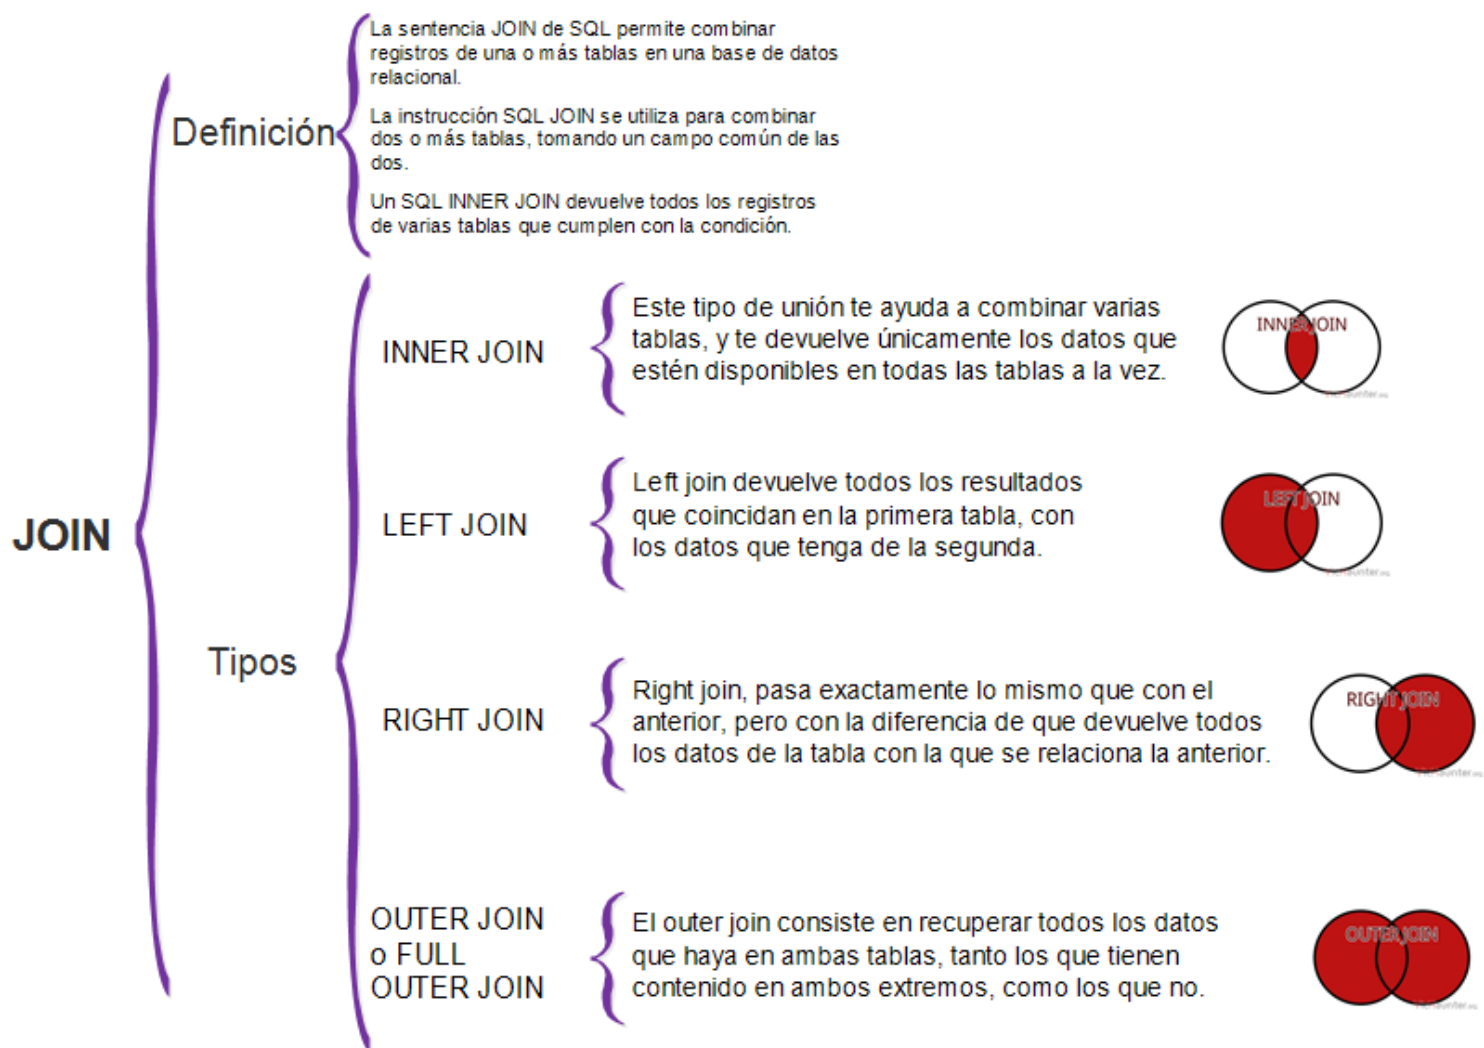 JOIN
Definición
La sentencia JOIN de SQL permite combinar
registros de una o más tablas en una base de datos
relacional.
La instrucción SQL JOIN se utiliza para combinar
dos o más tablas, tomando un campo común de las
dos.
Un SQL INNER JOIN devuelve todos los registros
de varias tablas que cumplen con la condición.
Tipos
INNER JOIN
Este tipo de unión te ayuda a combinar varias
tablas, y te devuelve únicamente los datos que
estén disponibles en todas las tablas a la vez.
INNER JOIN
LEFT JOIN
Left join devuelve todos los resultados
que coincidan en la primera tabla, con
los datos que tenga de la segunda.
LEFT JOIN
RIGHT JOIN
Right join, pasa exactamente lo mismo que con el
anterior, pero con la diferencia de que devuelve todos
los datos de la tabla con la que se relaciona la anterior.
RIGHT JOIN
OUTER JOIN
o FULL
OUTER JOIN
El outer join consiste en recuperar todos los datos
que haya en ambas tablas, tanto los que tienen
contenido en ambos extremos, como los que no.
OUTER JOIN